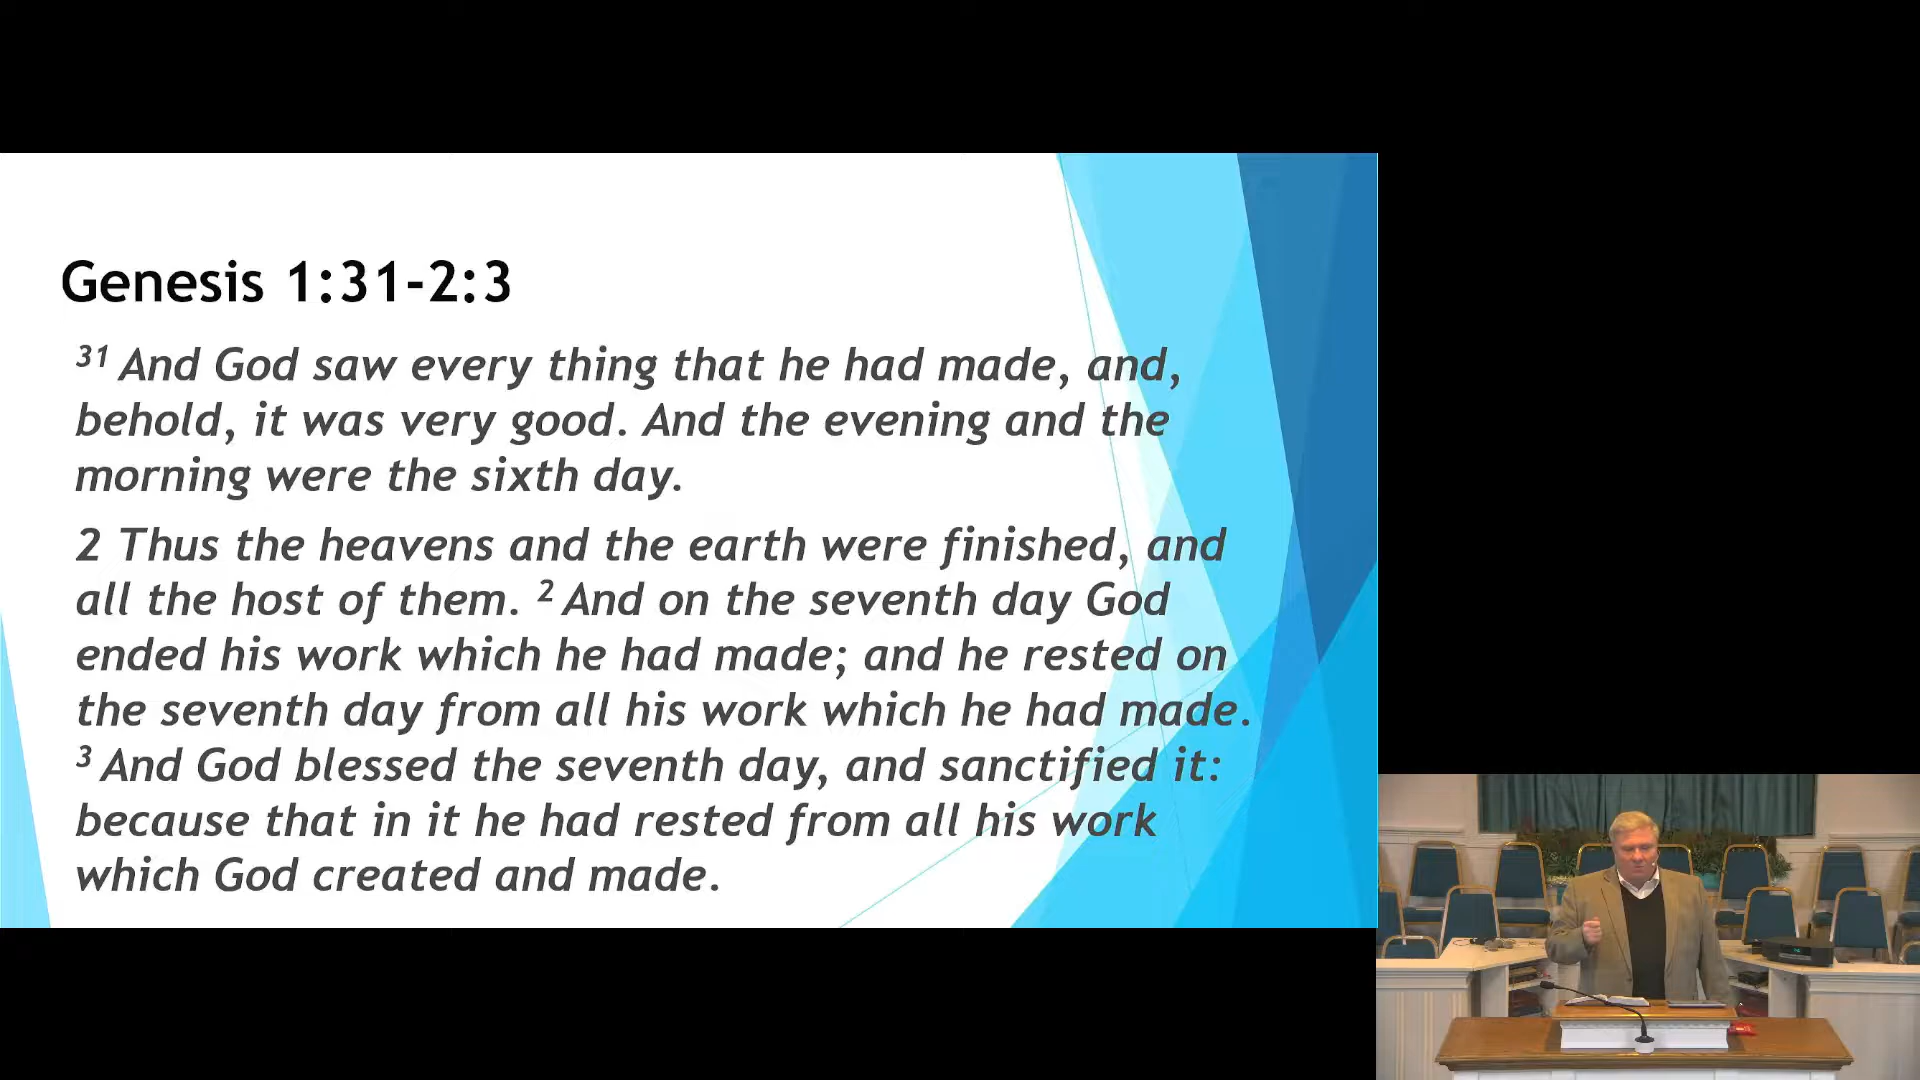 Genesis 1:31-2:3
31 And God saw every thing that he had made, and,
behold, it was very good. And the evening and the
morning were the sixth day.
2 Thus the heavens and the earth were finished, and
all the host of them. 2 And on the seventh day God
ended his work which he had made; and he rested on
the seventh day from all his work which he had made.
3 And God blessed the seventh day, and sanctified it:
because that in it he had rested from all his work
which God created and made.